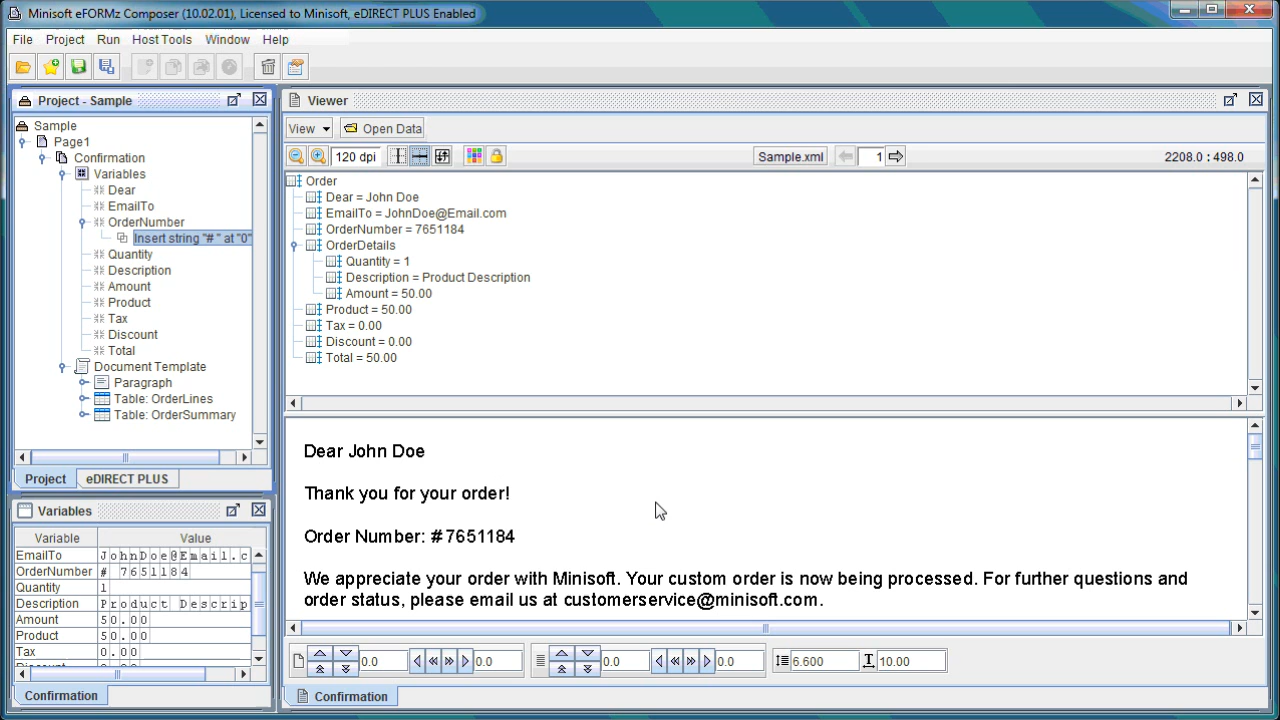 Minisoft eFORMz Composer (10.02.01), Licensed to Minisoft, eDIRECT PLUS Enabled
File Project Run Host Tools Window Help
Project - Sample
Sample
Page1
Confirmation
Variables
Dear
EmailTo
OrderNumber
Insert string "# " at "0"
Quantity
Description
Amount
Product
Tax
Discount
Total
Document Template
Paragraph
Table: OrderLines
Table: OrderSummary
Project eDIRECT PLUS
Variables
Variable Value
EmailTo JohnDoe@Email.c
OrderNumber # 7651184
Quantity 1
Description Product Descrip
Amount 50.00
Product 50.00
Tax 0.00
Confirmation
Viewer
View Open Data
120 dpi Sample.xml 1 2208.0 : 498.0
Order
Dear = John Doe
EmailTo = JohnDoe@Email.com
OrderNumber = 7651184
OrderDetails
Quantity = 1
Description = Product Description
Amount = 50.00
Product = 50.00
Tax = 0.00
Discount = 0.00
Total = 50.00
Dear John Doe
Thank you for your order!
Order Number: # 7651184
We appreciate your order with Minisoft. Your custom order is now being processed. For further questions and
order status, please email us at customerservice@minisoft.com.
0.0 0.0 0.0 0.0 6.600 10.00
Confirmation